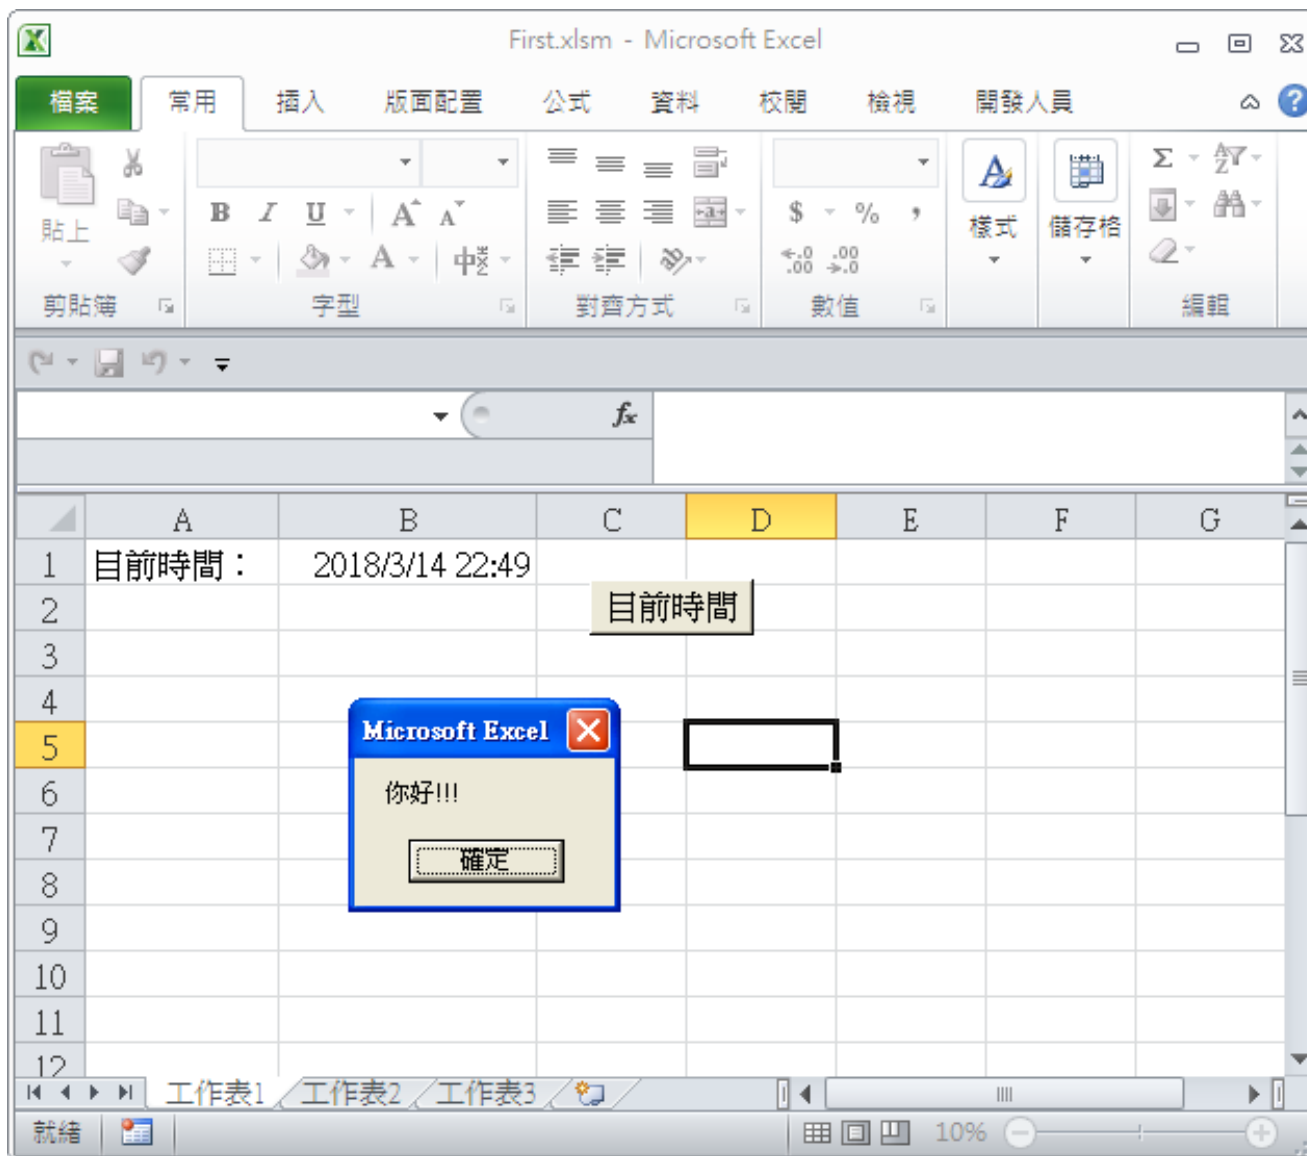 First.xlsm - Microsoft Excel
檔案 常用 插入 版面配置 公式 資料 校閱 檢視 開發人員
貼上 B I U A A A 中 $ % , .00 .0 樣式 儲存格 Σ
剪貼簿 字型 對齊方式 數值 編輯
fx
A B C D E F G
1 目前時間： 2018/3/14 22:49
2 目前時間
3
4
Microsoft Excel
5
6 你好!!!
7
確定
8
9
10
11
12
工作表1 工作表2 工作表3
就緒 10%